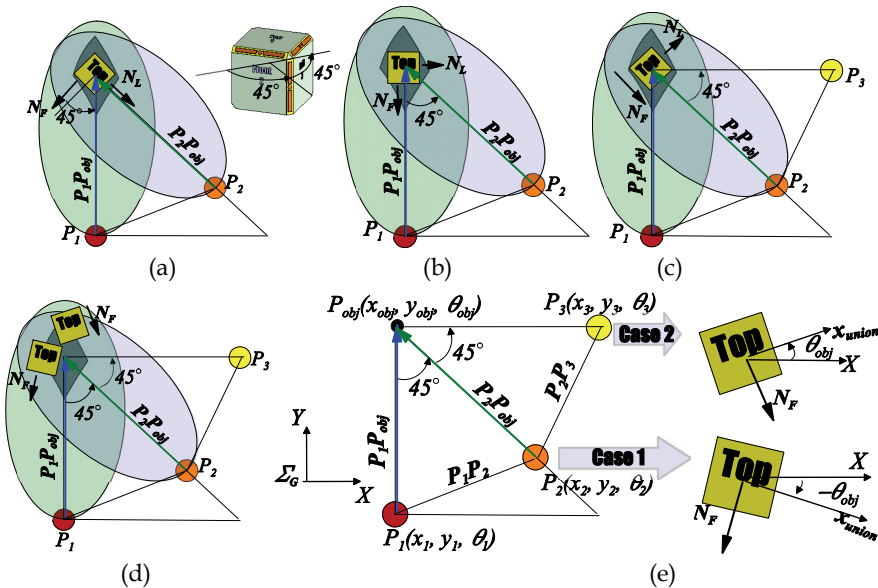 Top
N_F
N_L
45°
P_1P_obj
P_2P_obj
P_2
P_1
(a)
45°
45°
Top
N_L
N_F
45°
P_1P_obj
P_2P_obj
P_2
P_1
(b)
Top
N_L
N_F
45°
P_3
P_1P_obj
P_2P_obj
P_2
P_1
(c)
Top
N_F
Top
N_F
45°
45°
P_3
P_1P_obj
P_2P_obj
P_2
P_1
(d)
P_obj(x_obj, y_obj, θ_obj)
P_3(x_3, y_3, θ_3)
Case 2
45°
45°
P_2P_3
P_2P_obj
P_1P_obj
P_1P_2
Y
X
Σ_G
P_2(x_2, y_2, θ_2)
Case 1
P_1(x_1, y_1, θ_1)
Top
x_union
θ_obj
X
N_F
Top
X
-θ_obj
x_union
N_F
(e)